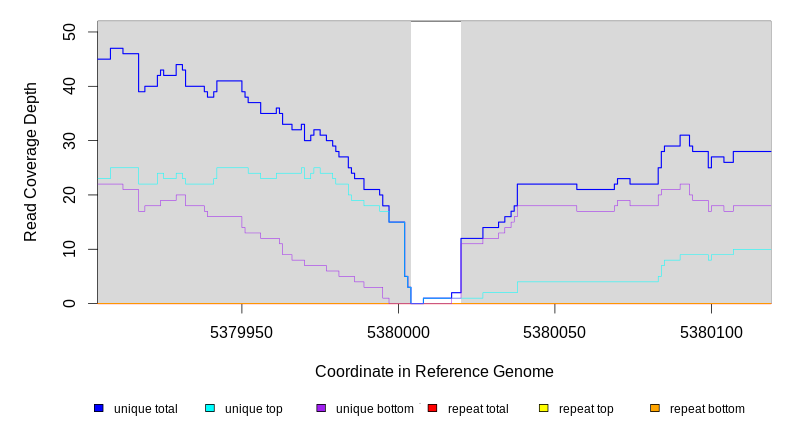 50
40
30
20
10
0
Read Coverage Depth
5379950 5380000 5380050 5380100
Coordinate in Reference Genome
unique total unique top unique bottom repeat total repeat top repeat bottom